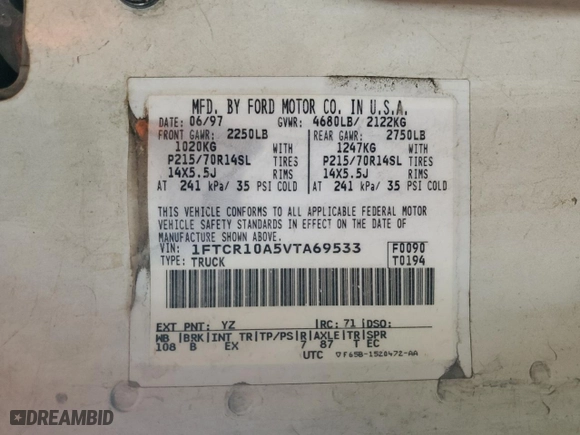 MFD. BY FORD MOTOR CO. IN U.S.A.
DATE: 06/97 GVWR: 4680LB/ 2122KG
FRONT GAWR: 2250LB REAR GAWR: 2750LB
1020KG WITH 1247KG WITH
P215/70R14SL TIRES P215/70R14SL TIRES
14X5.5J RIMS 14X5.5J RIMS
AT 241 kPa/ 35 PSI COLD AT 241 kPa/ 35 PSI COLD
THIS VEHICLE CONFORMS TO ALL APPLICABLE FEDERAL MOTOR
VEHICLE SAFETY STANDARDS IN EFFECT ON THE DATE OF
MANUFACTURE SHOWN ABOVE.
VIN: 1FTCR10A5VTA69533 F0090
TYPE: TRUCK T0194
EXT PNT: YZ RC: 71 DSO:
WB BRK INT TR TP/PS R AXLE TR SPR
108 B EX 7 87 T EC
UTC F65B-1520472-AA
DREAMBID